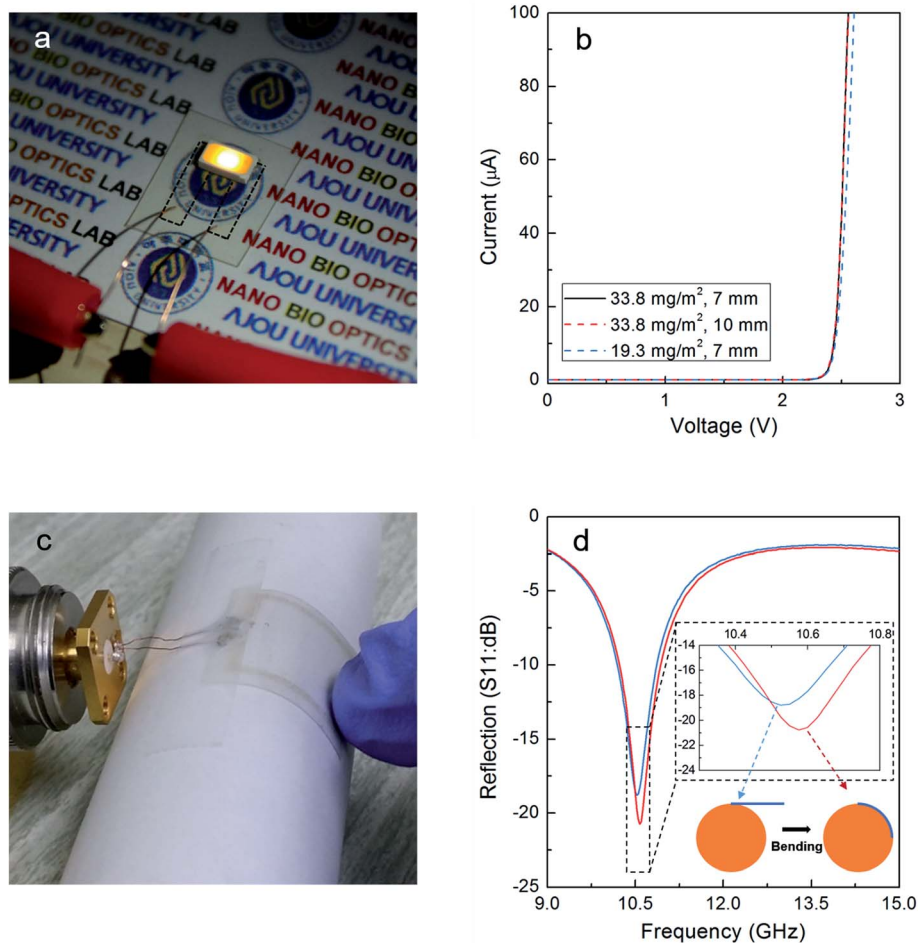 a
OPTICS LAB
UNIVERSITY
BIO OPTICS LAB
UNIVERSITY
OPTICS LAB
UNIVERSITY
OPTICS LAB
UNIVERSITY
NANO BIO OPTICS LAB
AJOU UNIVERSITY
NANO BIO OPTICS LAB
AJOU UNIVERSITY
NANO BIO OPTICS
AJOU UNIVERSITY
NANO BIO OPTICS
AJOU UNIVERSITY
NANO BIO OPTICS
AJOU UNIVERSITY
b
Current (μA)
100
80
60
40
20
0
33.8 mg/m², 7 mm
33.8 mg/m², 10 mm
19.3 mg/m², 7 mm
0 1 2 3
Voltage (V)
c
d
Reflection (S11:dB)
0
-5
-10
-15
-20
-25
10.4 10.6 10.8
-14
-16
-18
-20
-22
-24
Bending
9.0 10.5 12.0 13.5 15.0
Frequency (GHz)